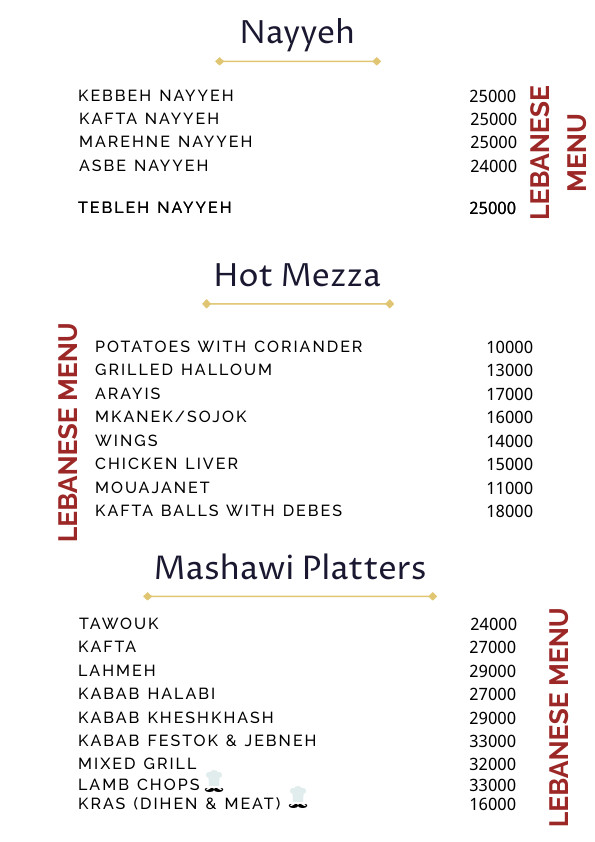 Nayyeh
KEBBEH NAYYEH 25000
KAFTA NAYYEH 25000
MAREHNE NAYYEH 25000
ASBE NAYYEH 24000
TEBLEH NAYYEH 25000
LEBANESE
MENU
Hot Mezza
LEBANESE MENU
POTATOES WITH CORIANDER 10000
GRILLED HALLOUM 13000
ARAYIS 17000
MKANEK/SOJOK 16000
WINGS 14000
CHICKEN LIVER 15000
MOUAJANET 11000
KAFTA BALLS WITH DEBES 18000
Mashawi Platters
TAWOUK 24000
KAFTA 27000
LAHMEH 29000
KABAB HALABI 27000
KABAB KHESHKHASH 29000
KABAB FESTOK & JEBNEH 33000
MIXED GRILL 32000
LAMB CHOPS 33000
KRAS (DIHEN & MEAT) 16000
LEBANESE MENU